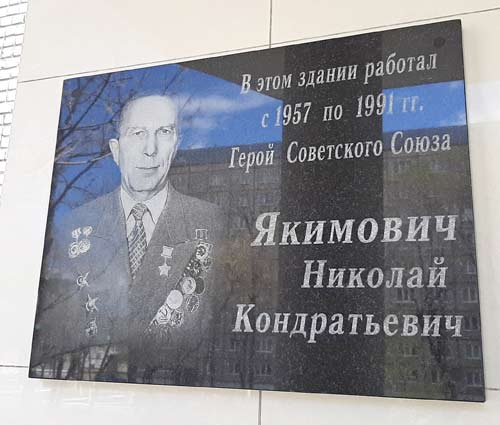 В этом здании работал
с 1957 по 1991 гг.
Герой Советского Союза
Якимович
Николай
Кондратьевич